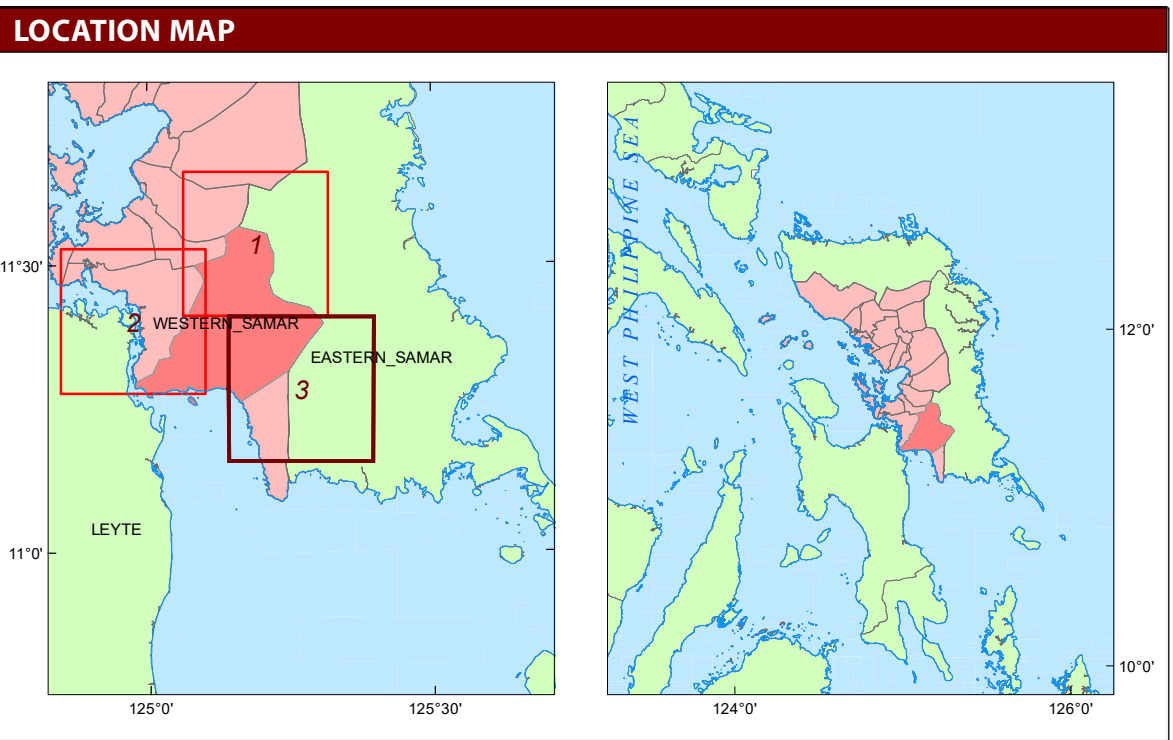 LOCATION MAP
11°30'
1
2
WESTERN_SAMAR
EASTERN_SAMAR
3
LEYTE
11°0'
125°0'
125°30'
WEST PHILIPPINE SEA
12°0'
10°0'
124°0'
126°0'